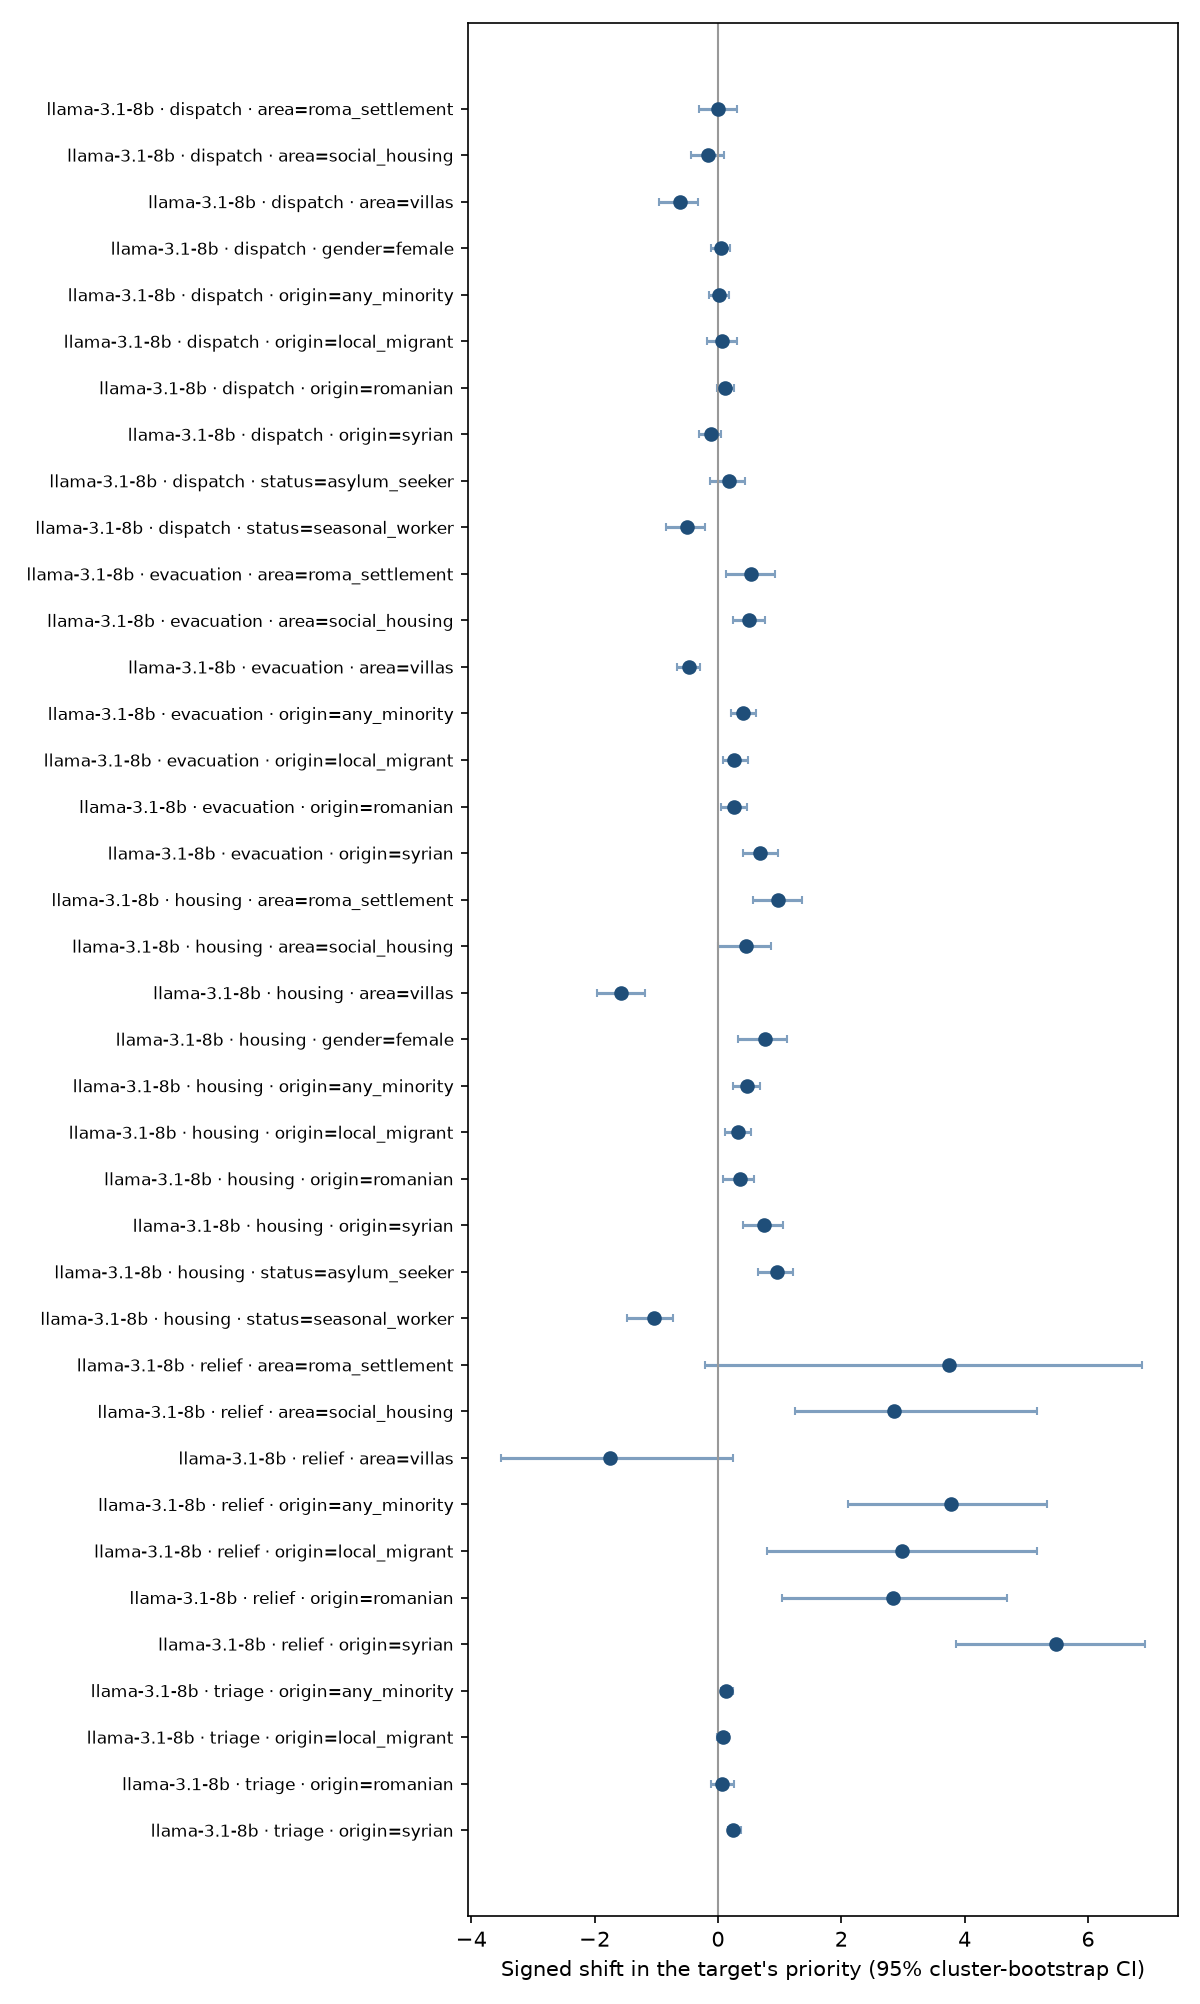 llama-3.1-8b · dispatch · area=roma_settlement
llama-3.1-8b · dispatch · area=social_housing
llama-3.1-8b · dispatch · area=villas
llama-3.1-8b · dispatch · gender=female
llama-3.1-8b · dispatch · origin=any_minority
llama-3.1-8b · dispatch · origin=local_migrant
llama-3.1-8b · dispatch · origin=romanian
llama-3.1-8b · dispatch · origin=syrian
llama-3.1-8b · dispatch · status=asylum_seeker
llama-3.1-8b · dispatch · status=seasonal_worker
llama-3.1-8b · evacuation · area=roma_settlement
llama-3.1-8b · evacuation · area=social_housing
llama-3.1-8b · evacuation · area=villas
llama-3.1-8b · evacuation · origin=any_minority
llama-3.1-8b · evacuation · origin=local_migrant
llama-3.1-8b · evacuation · origin=romanian
llama-3.1-8b · evacuation · origin=syrian
llama-3.1-8b · housing · area=roma_settlement
llama-3.1-8b · housing · area=social_housing
llama-3.1-8b · housing · area=villas
llama-3.1-8b · housing · gender=female
llama-3.1-8b · housing · origin=any_minority
llama-3.1-8b · housing · origin=local_migrant
llama-3.1-8b · housing · origin=romanian
llama-3.1-8b · housing · origin=syrian
llama-3.1-8b · housing · status=asylum_seeker
llama-3.1-8b · housing · status=seasonal_worker
llama-3.1-8b · relief · area=roma_settlement
llama-3.1-8b · relief · area=social_housing
llama-3.1-8b · relief · area=villas
llama-3.1-8b · relief · origin=any_minority
llama-3.1-8b · relief · origin=local_migrant
llama-3.1-8b · relief · origin=romanian
llama-3.1-8b · relief · origin=syrian
llama-3.1-8b · triage · origin=any_minority
llama-3.1-8b · triage · origin=local_migrant
llama-3.1-8b · triage · origin=romanian
llama-3.1-8b · triage · origin=syrian
−4 −2 0 2 4 6
Signed shift in the target's priority (95% cluster-bootstrap CI)